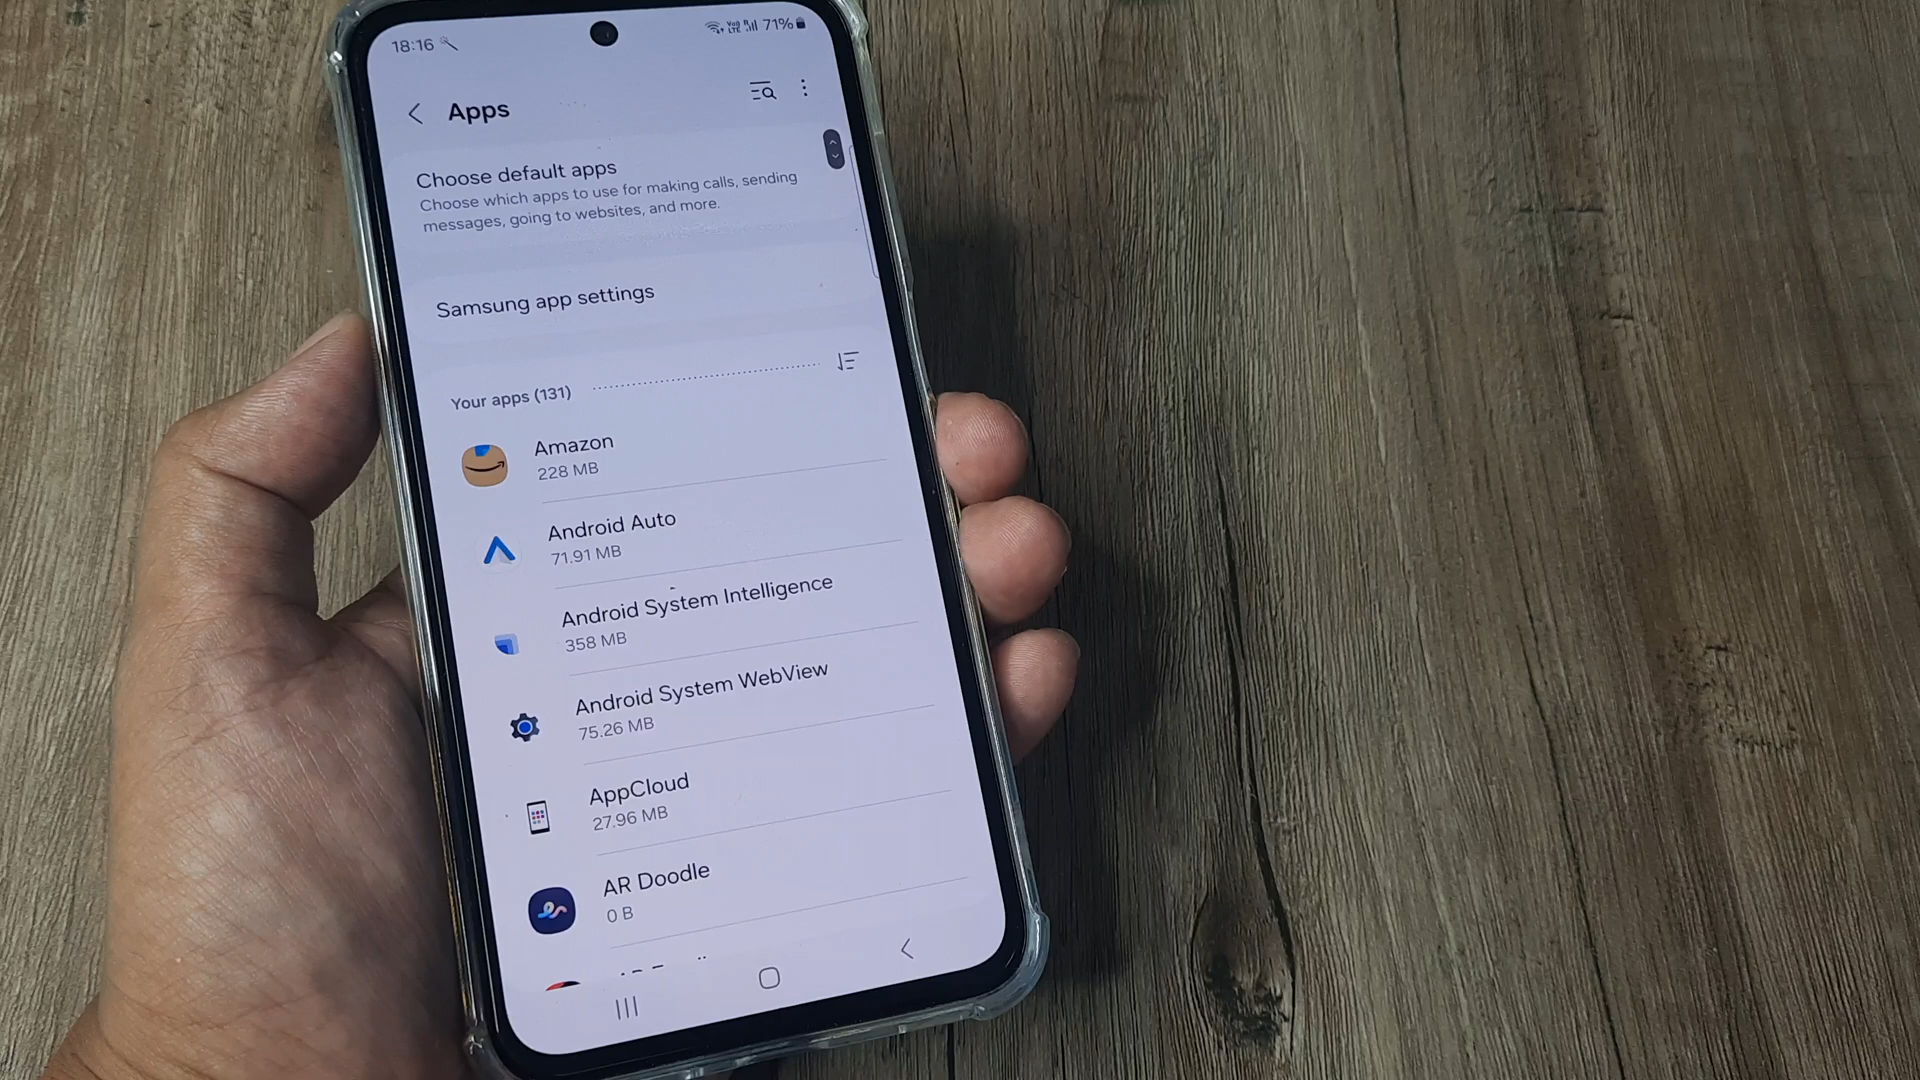 18:16
71%
Apps
Choose default apps
Choose which apps to use for making calls, sending
messages, going to websites, and more.
Samsung app settings
Your apps (131)
Amazon
228 MB
Android Auto
71.91 MB
Android System Intelligence
358 MB
Android System WebView
75.26 MB
AppCloud
27.96 MB
AR Doodle
0 B